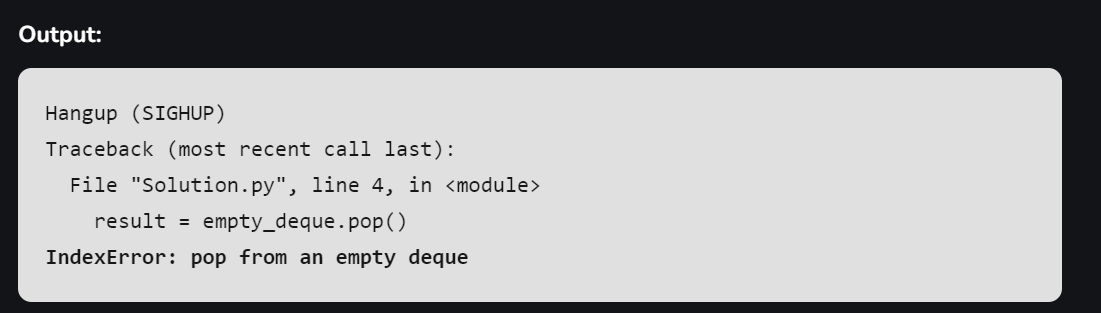 Output:
Hangup (SIGHUP)
Traceback (most recent call last):
  File "Solution.py", line 4, in <module>
    result = empty_deque.pop()
IndexError: pop from an empty deque